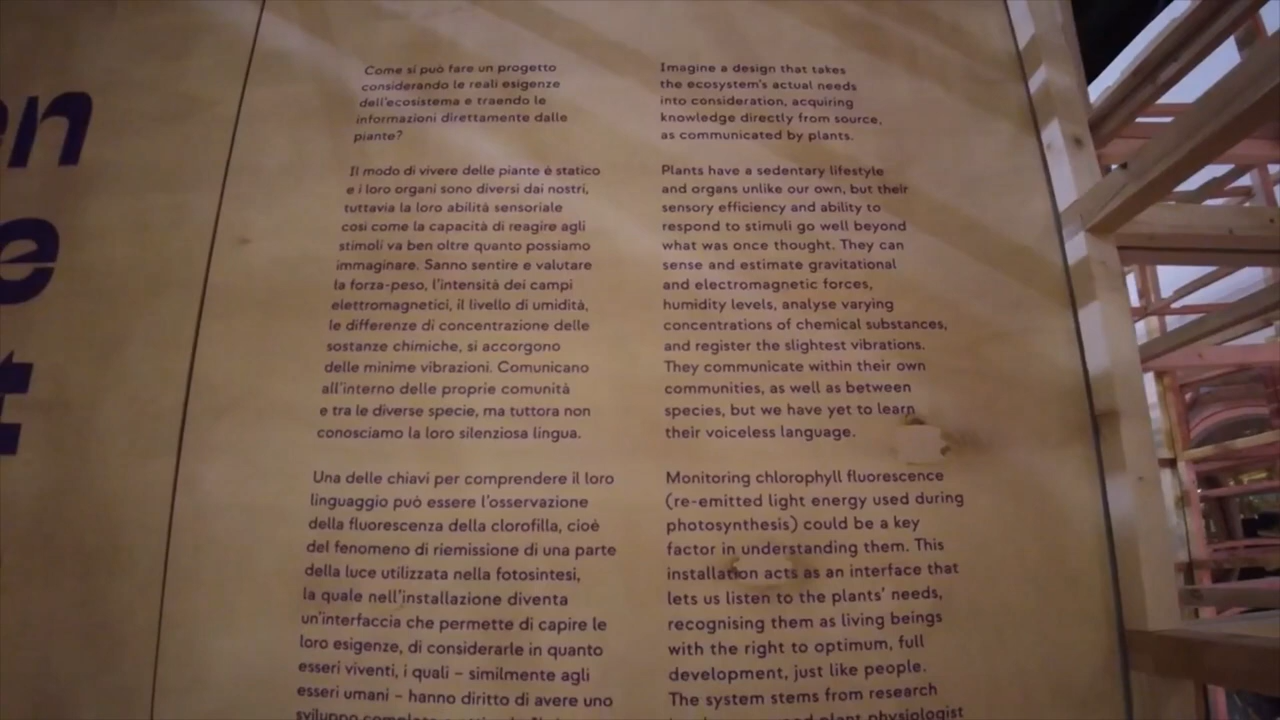 en
e
t
Come si può fare un progetto
considerando le reali esigenze
dell'ecosistema e traendo le
informazioni direttamente dalle
piante?
Il modo di vivere delle piante è statico
e i loro organi sono diversi dai nostri,
tuttavia la loro abilità sensoriale
così come la capacità di reagire agli
stimoli va ben oltre quanto possiamo
immaginare. Sanno sentire e valutare
la forza-peso, l'intensità dei campi
elettromagnetici, il livello di umidità,
le differenze di concentrazione delle
sostanze chimiche, si accorgono
delle minime vibrazioni. Comunicano
all'interno delle proprie comunità
e tra le diverse specie, ma tuttora non
conosciamo la loro silenziosa lingua.
Una delle chiavi per comprendere il loro
linguaggio può essere l'osservazione
della fluorescenza della clorofilla, cioè
del fenomeno di riemissione di una parte
della luce utilizzata nella fotosintesi,
la quale nell'installazione diventa
un'interfaccia che permette di capire le
loro esigenze, di considerarle in quanto
esseri viventi, i quali – similmente agli
esseri umani – hanno diritto di avere uno
sviluppo
Imagine a design that takes
the ecosystem's actual needs
into consideration, acquiring
knowledge directly from source,
as communicated by plants.
Plants have a sedentary lifestyle
and organs unlike our own, but their
sensory efficiency and ability to
respond to stimuli go well beyond
what was once thought. They can
sense and estimate gravitational
and electromagnetic forces,
humidity levels, analyse varying
concentrations of chemical substances,
and register the slightest vibrations.
They communicate within their own
communities, as well as between
species, but we have yet to learn
their voiceless language.
Monitoring chlorophyll fluorescence
(re-emitted light energy used during
photosynthesis) could be a key
factor in understanding them. This
installation acts as an interface that
lets us listen to the plants' needs,
recognising them as living beings
with the right to optimum, full
development, just like people.
The system stems from research
plant physiologist